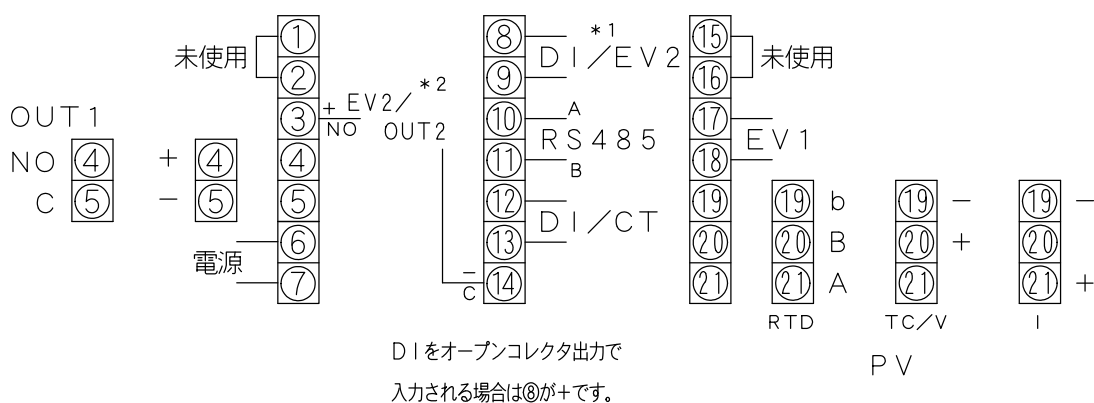 OUT1
NO ④ + ④
C ⑤ − ⑤
①
② 未使用
③ + NO EV2/OUT2 *2
④
⑤
⑥
⑦ 電源
⑧ *1
⑨ DI/EV2
⑩ A
RS485
⑪ B
⑫
⑬ DI/CT
⑭ − C
⑮
⑯ 未使用
⑰
⑱ EV1
⑲
⑳
㉑
⑲ b
⑳ B
㉑ A
RTD
⑲ −
⑳ +
㉑
TC/V
⑲ −
⑳
㉑ +
I
PV
DIをオープンコレクタ出力で
入力される場合は⑧が+です。